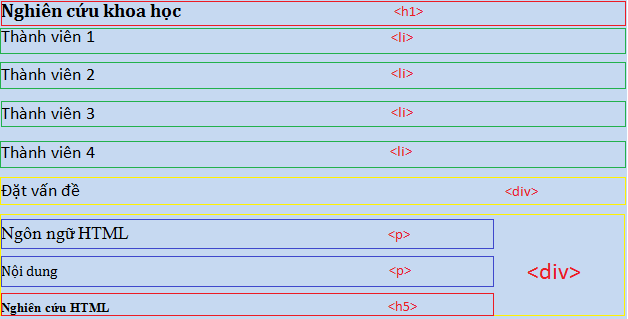 Nghiên cứu khoa học <h1>
Thành viên 1 <li>
Thành viên 2 <li>
Thành viên 3 <li>
Thành viên 4 <li>
Đặt vấn đề <div>
Ngôn ngữ HTML <p>
<div>
Nội dung <p>
Nghiên cứu HTML <h5>